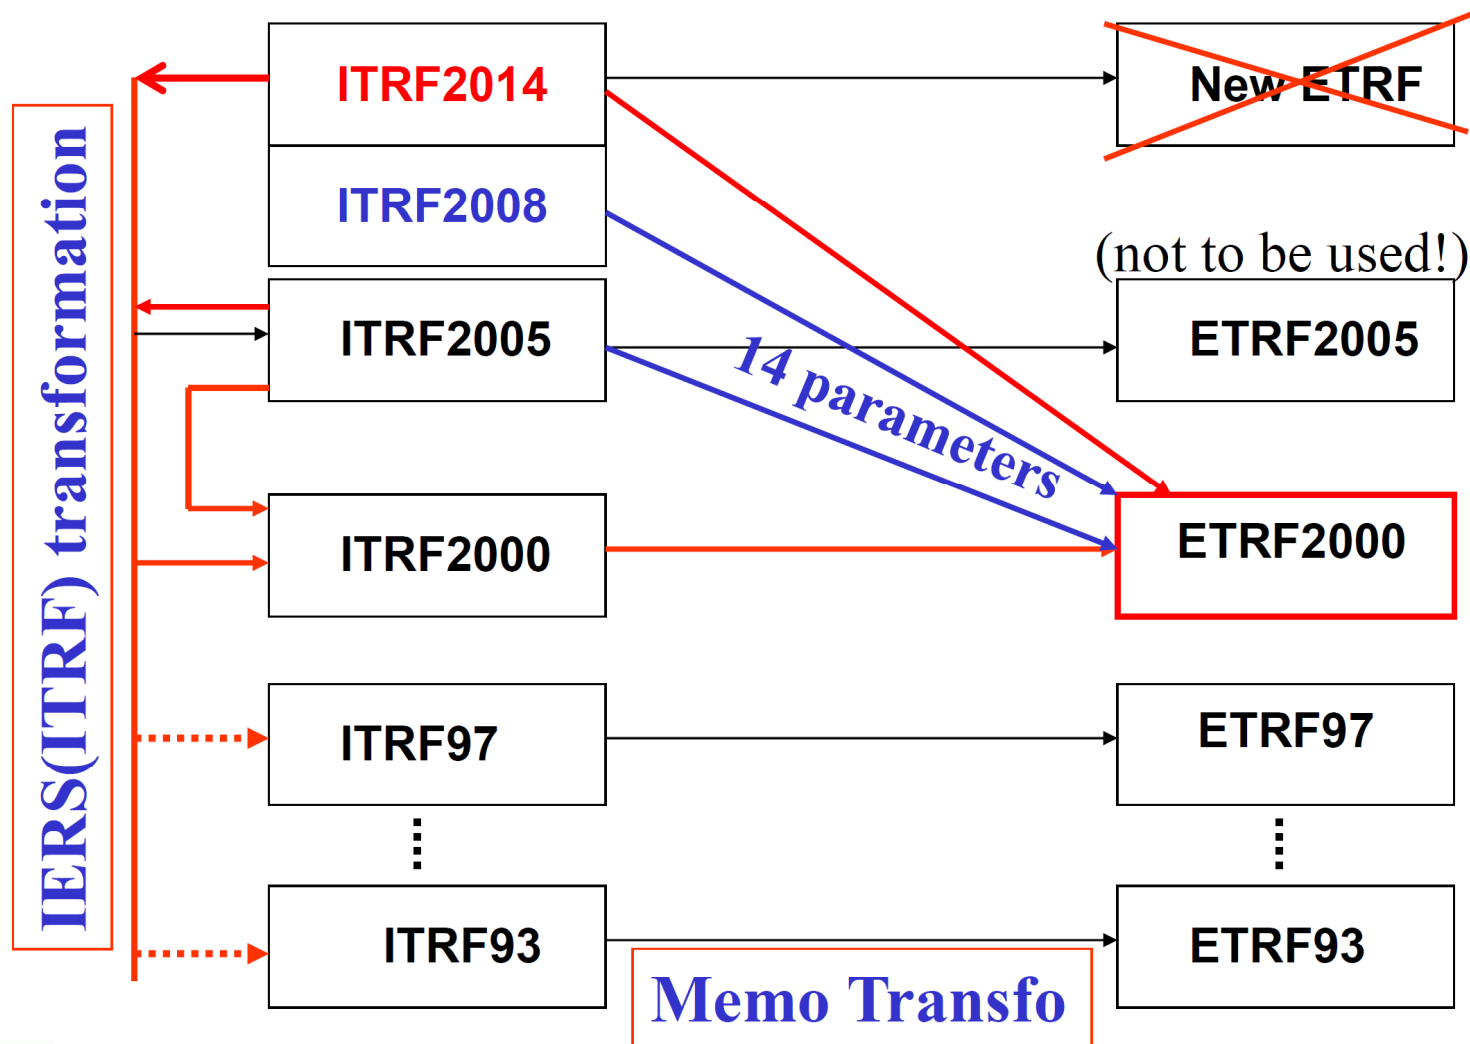 IERS(ITRF) transformation
ITRF2014
New ETRF
ITRF2008
(not to be used!)
ITRF2005
ETRF2005
14 parameters
ITRF2000
ETRF2000
ITRF97
ETRF97
ITRF93
ETRF93
Memo Transfo